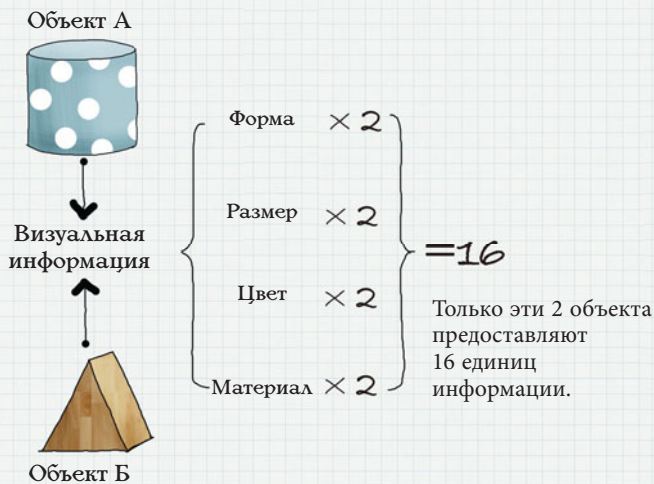 Объект А
Визуальная
информация
Объект Б
Форма ×2
Размер ×2
Цвет ×2
Материал ×2
=16
Только эти 2 объекта
предоставляют
16 единиц
информации.